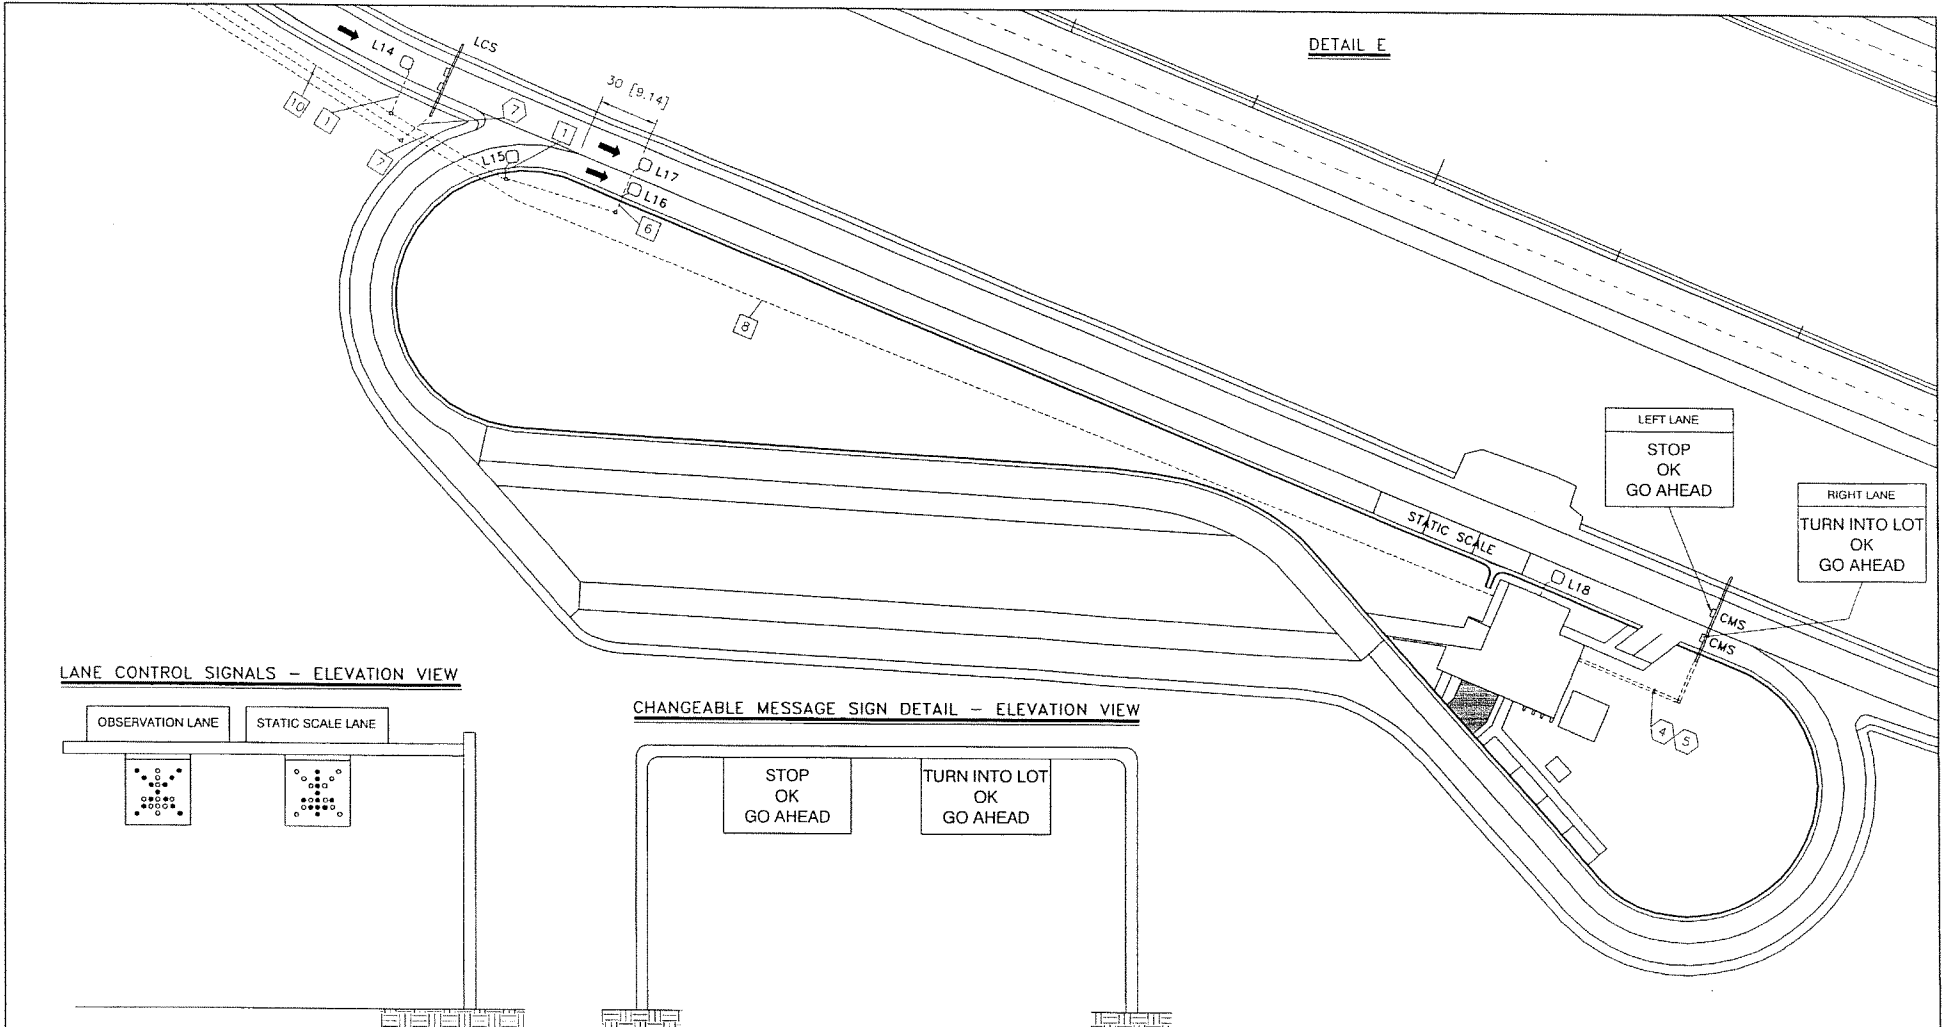 DETAIL E
L14
LCS
30 [9.14]
10
1
7
7
1
L15
L17
L16
6
8
LEFT LANE
STOP
OK
GO AHEAD
RIGHT LANE
TURN INTO LOT
OK
GO AHEAD
STATIC SCALE
L18
CMS
CMS
4
5
LANE CONTROL SIGNALS - ELEVATION VIEW
OBSERVATION LANE
STATIC SCALE LANE
CHANGEABLE MESSAGE SIGN DETAIL - ELEVATION VIEW
STOP
OK
GO AHEAD
TURN INTO LOT
OK
GO AHEAD